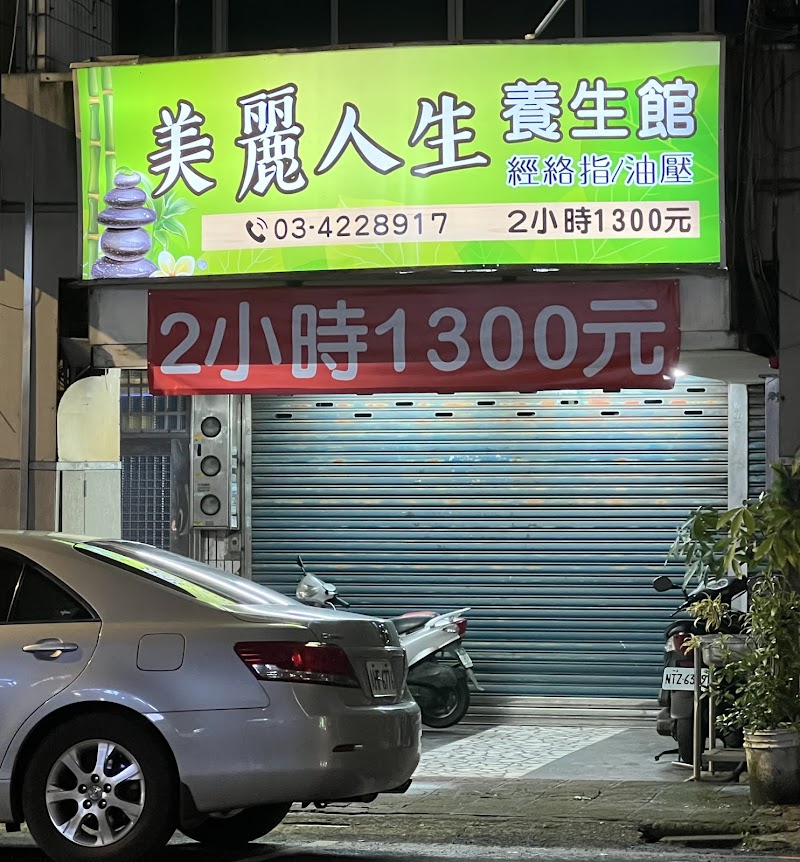 美麗人生 養生館
經絡指/油壓
03-4228917 2小時1300元
2小時1300元